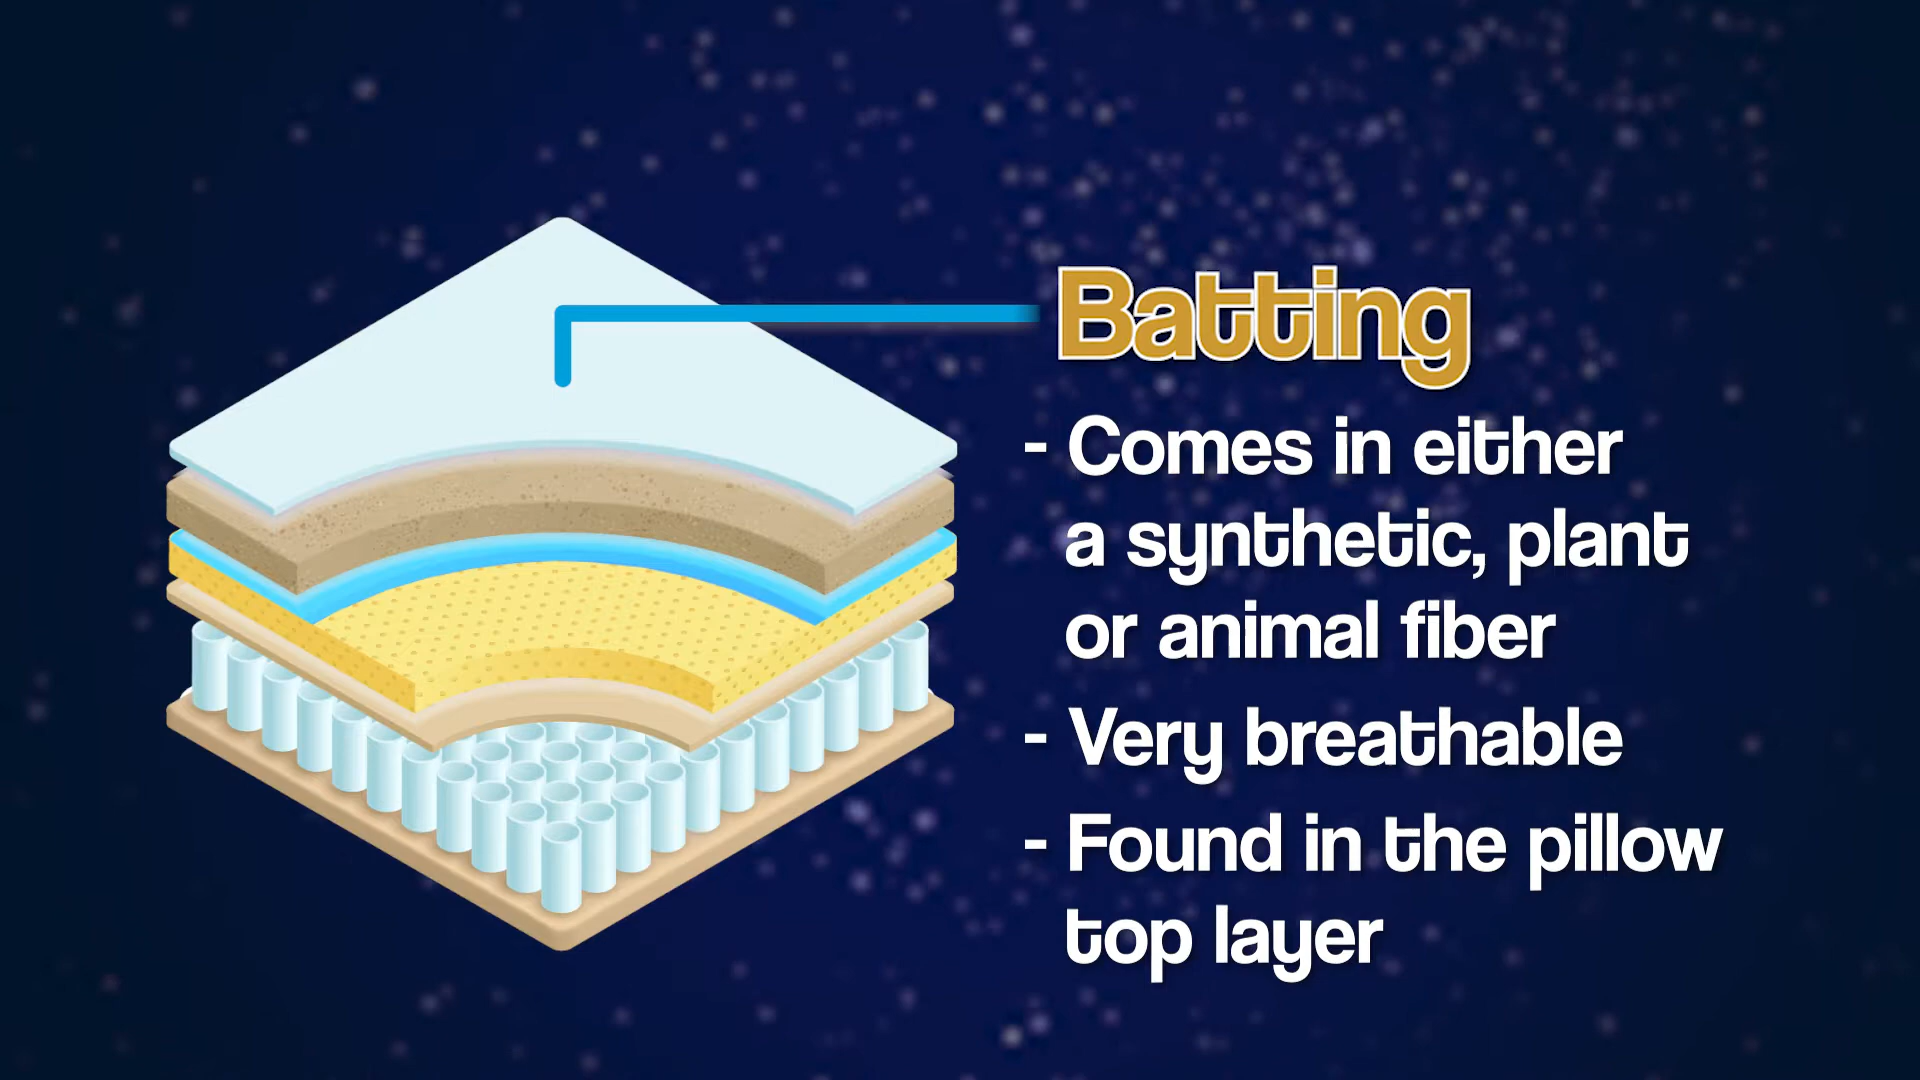 Batting
- Comes in either
a synthetic, plant
or animal fiber
- Very breathable
- Found in the pillow
top layer